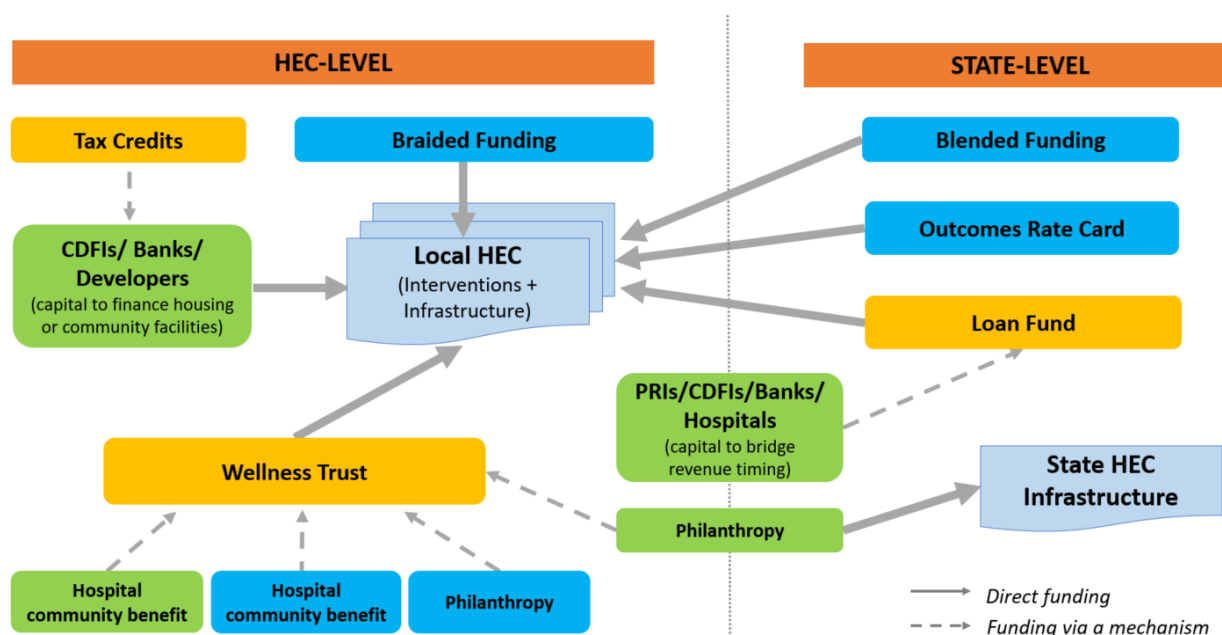 HEC-LEVEL
STATE-LEVEL
Tax Credits
Braided Funding
Blended Funding
CDFIs/ Banks/
Developers
(capital to finance housing
or community facilities)
Local HEC
(Interventions +
Infrastructure)
Outcomes Rate Card
Loan Fund
PRIs/CDFIs/Banks/
Hospitals
(capital to bridge
revenue timing)
Wellness Trust
State HEC
Infrastructure
Philanthropy
Hospital
community benefit
Hospital
community benefit
Philanthropy
Direct funding
Funding via a mechanism